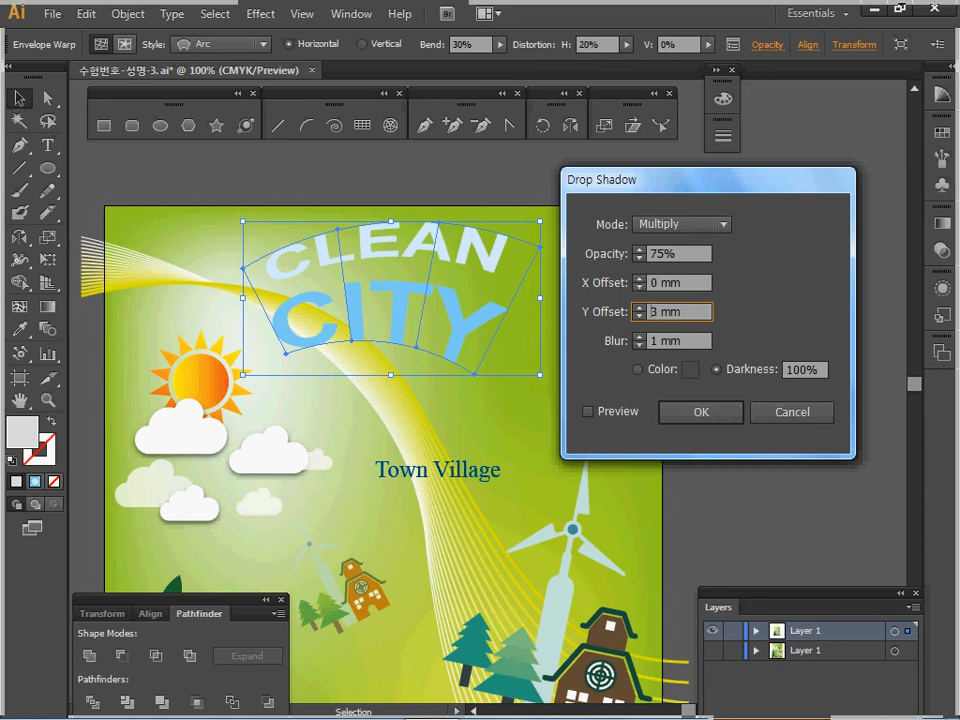 Ai File Edit Object Type Select Effect View Window Help Br Essentials
Envelope Warp Style: Arc Horizontal Vertical Bend: 30% Distortion: H: 20% V: 0% Opacity Align Transform
수험번호-성명-3.ai* @ 100% (CMYK/Preview)
Drop Shadow
Mode: Multiply
Opacity: 75%
X Offset: 0 mm
Y Offset: 3 mm
Blur: 1 mm
Color: Darkness: 100%
Preview OK Cancel
CLEAN
CITY
Town Village
Transform Align Pathfinder
Shape Modes:
Expand
Pathfinders:
Layers
Layer 1
Layer 1
Selection